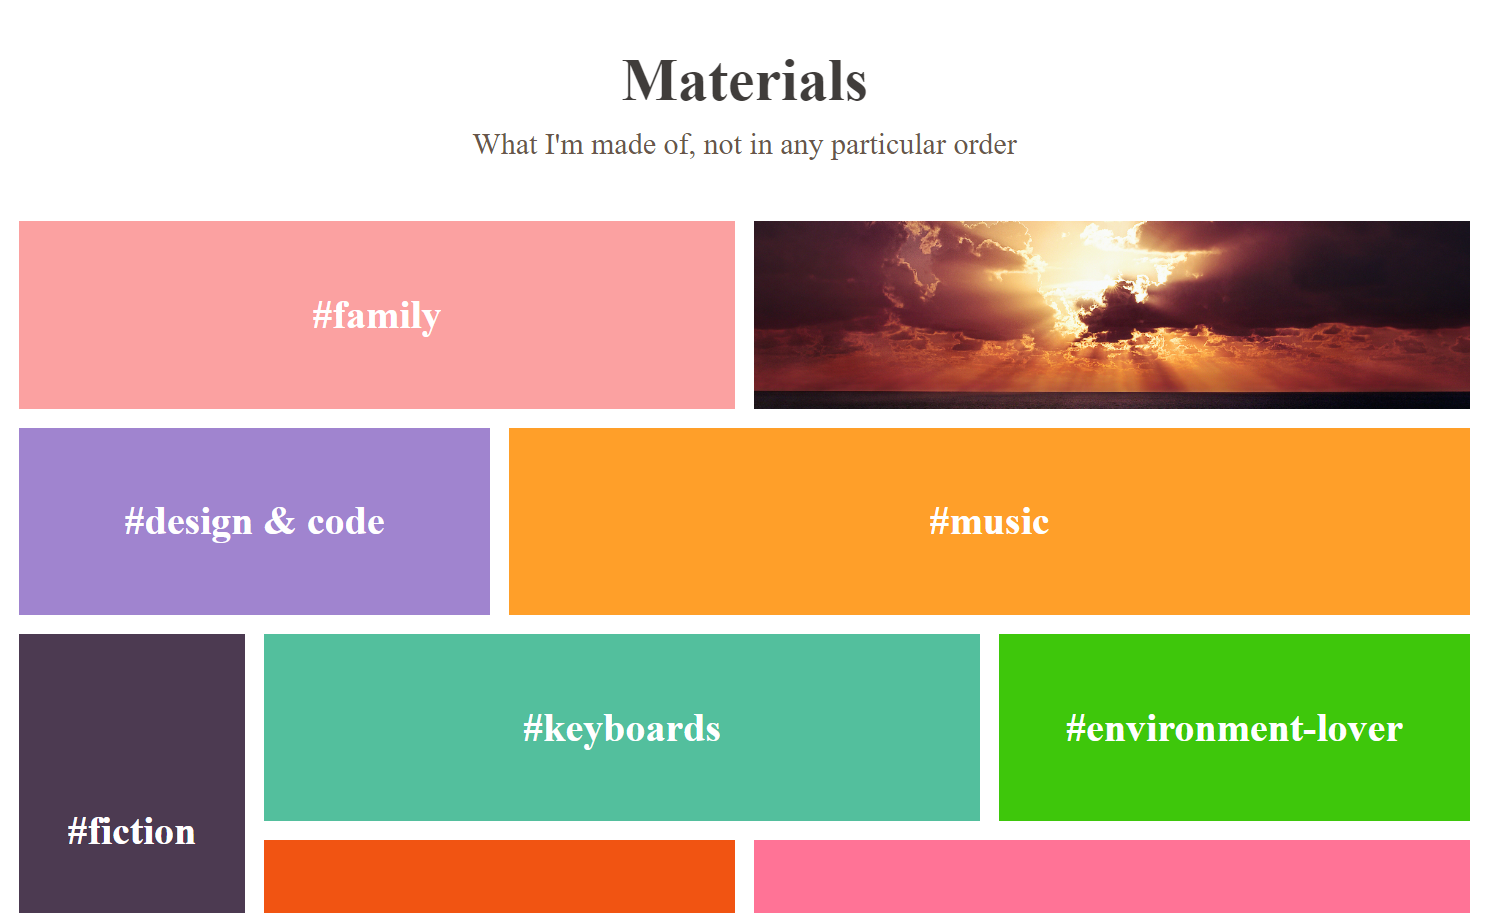 Materials
What I'm made of, not in any particular order
#family
#design & code
#music
#keyboards
#environment-lover
#fiction